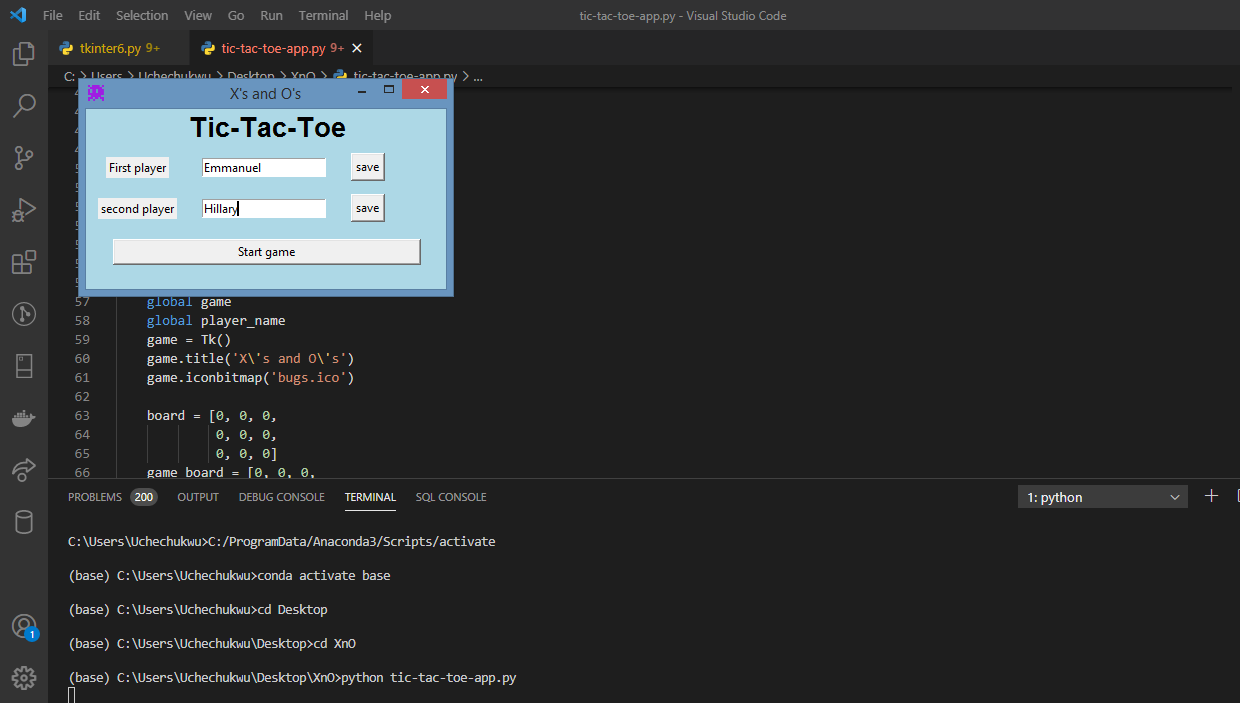 File Edit Selection View Go Run Terminal Help tic-tac-toe-app.py - Visual Studio Code
tkinter6.py 9+ tic-tac-toe-app.py 9+
C: > Users > Uchechukwu > Desktop > XnO > tic-tac-toe-app.py > ...
X's and O's
Tic-Tac-Toe
First player Emmanuel save
second player Hillary save
Start game
57 global game
58 global player_name
59 game = Tk()
60 game.title('X\'s and O\'s')
61 game.iconbitmap('bugs.ico')
62
63 board = [0, 0, 0,
64 0, 0, 0,
65 0, 0, 0]
66 game_board = [0, 0, 0,
PROBLEMS 200 OUTPUT DEBUG CONSOLE TERMINAL SQL CONSOLE 1: python
C:\Users\Uchechukwu>C:/ProgramData/Anaconda3/Scripts/activate
(base) C:\Users\Uchechukwu>conda activate base
(base) C:\Users\Uchechukwu>cd Desktop
(base) C:\Users\Uchechukwu\Desktop>cd XnO
1
(base) C:\Users\Uchechukwu\Desktop\XnO>python tic-tac-toe-app.py